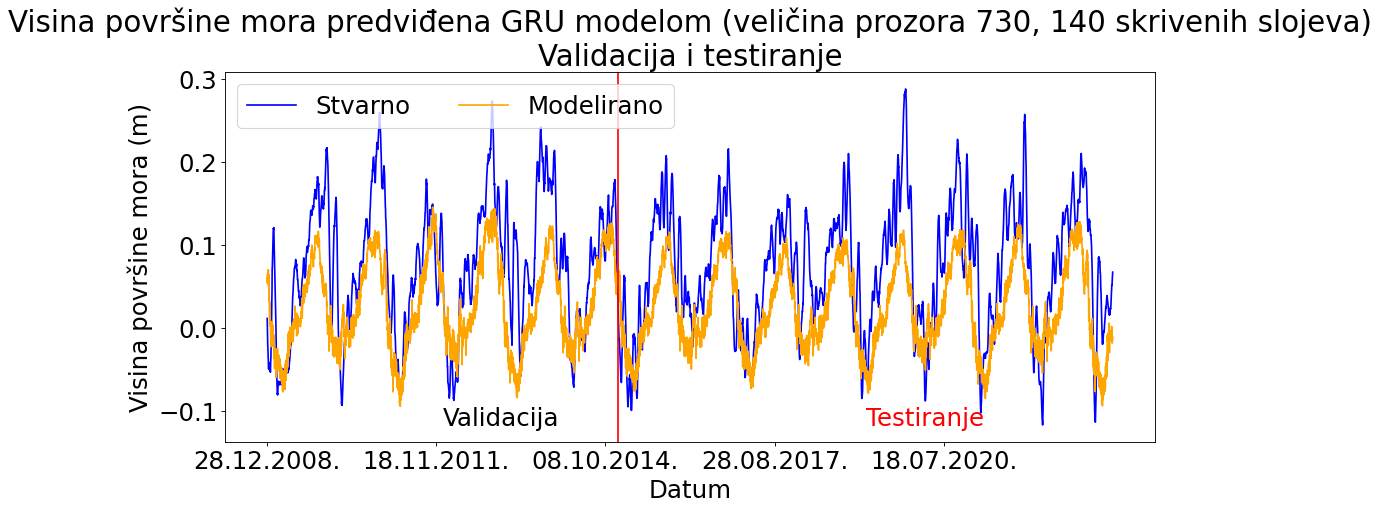 Visina površine mora predviđena GRU modelom (veličina prozora 730, 140 skrivenih slojeva)
Validacija i testiranje
Stvarno
Modelirano
Visina površine mora (m)
0.3
0.2
0.1
0.0
−0.1
Validacija
Testiranje
28.12.2008.
18.11.2011.
08.10.2014.
28.08.2017.
18.07.2020.
Datum